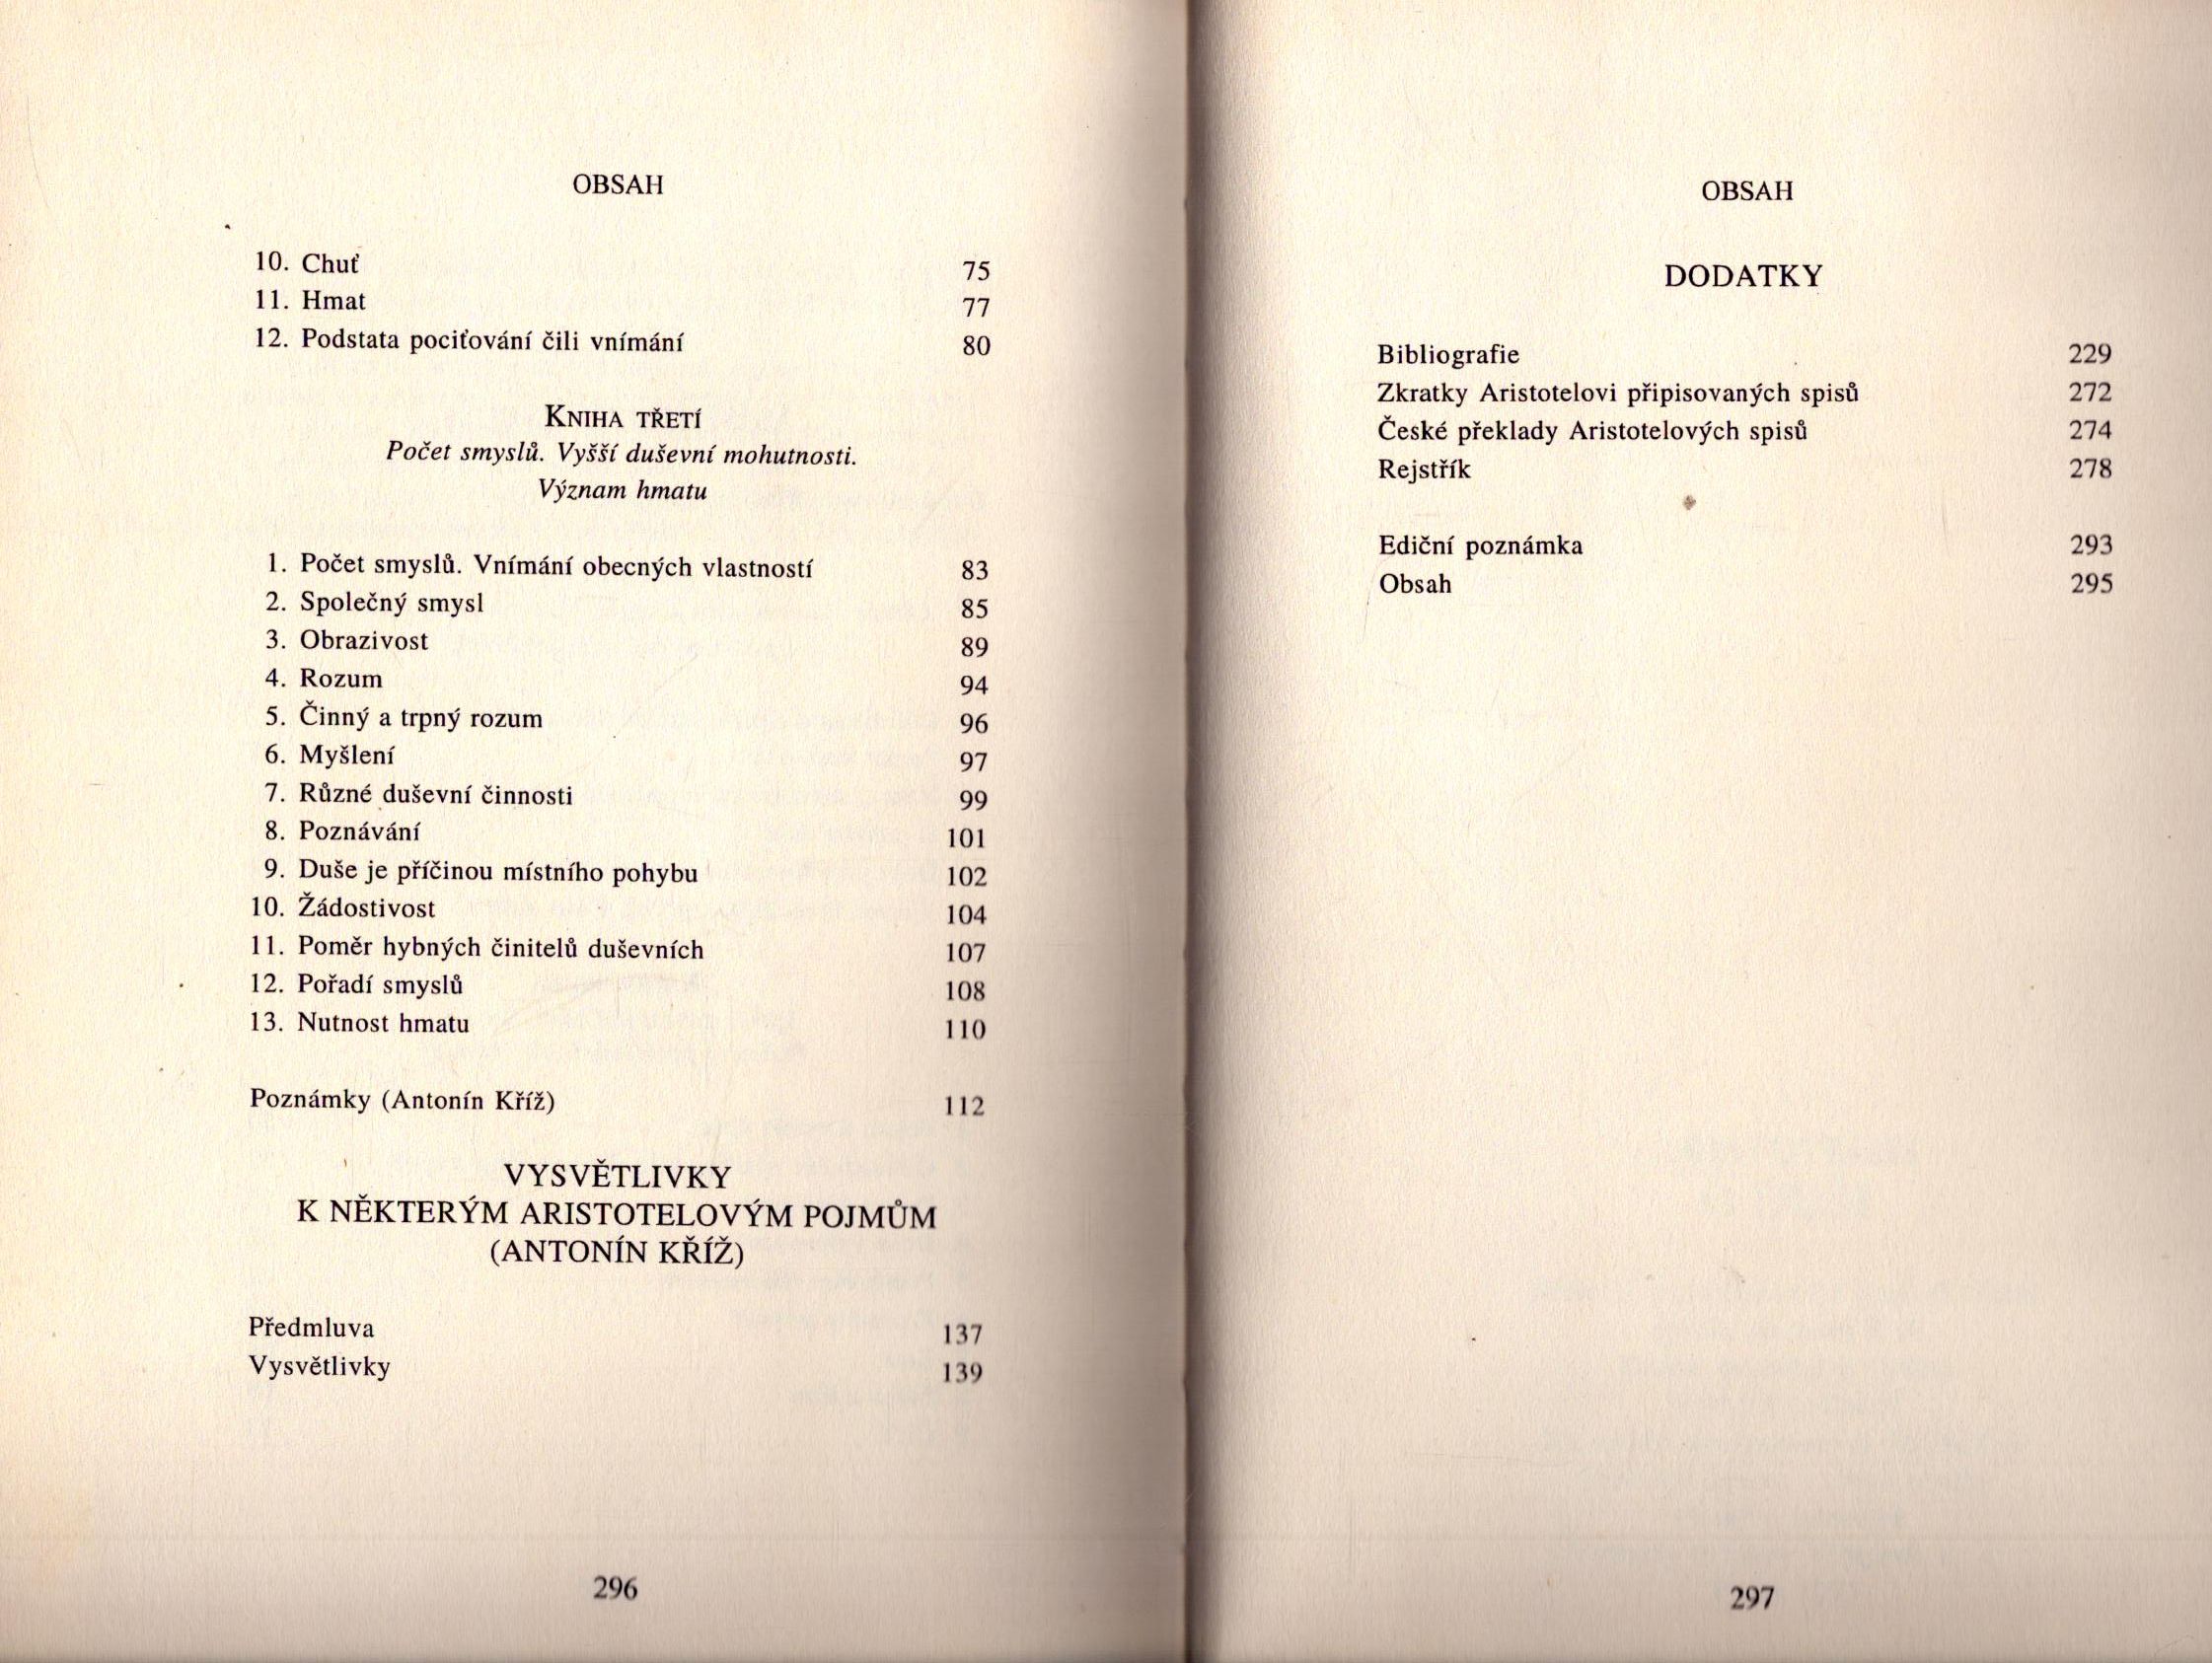 OBSAH
10. Chuť 75
11. Hmat 77
12. Podstata pociťování čili vnímání 80
KNIHA TŘETÍ
Počet smyslů. Vyšší duševní mohutnosti.
Význam hmatu
1. Počet smyslů. Vnímání obecných vlastností 83
2. Společný smysl 85
3. Obrazivost 89
4. Rozum 94
5. Činný a trpný rozum 96
6. Myšlení 97
7. Různé duševní činnosti 99
8. Poznávání 101
9. Duše je příčinou místního pohybu 102
10. Žádostivost 104
11. Poměr hybných činitelů duševních 107
12. Pořadí smyslů 108
13. Nutnost hmatu 110
Poznámky (Antonín Kříž) 112
VYSVĚTLIVKY
K NĚKTERÝM ARISTOTELOVÝM POJMŮM
(ANTONÍN KŘÍŽ)
Předmluva 137
Vysvětlivky 139
296
OBSAH
DODATKY
Bibliografie 229
Zkratky Aristotelovi připisovaných spisů 272
České překlady Aristotelových spisů 274
Rejstřík 278
Ediční poznámka 293
Obsah 295
297